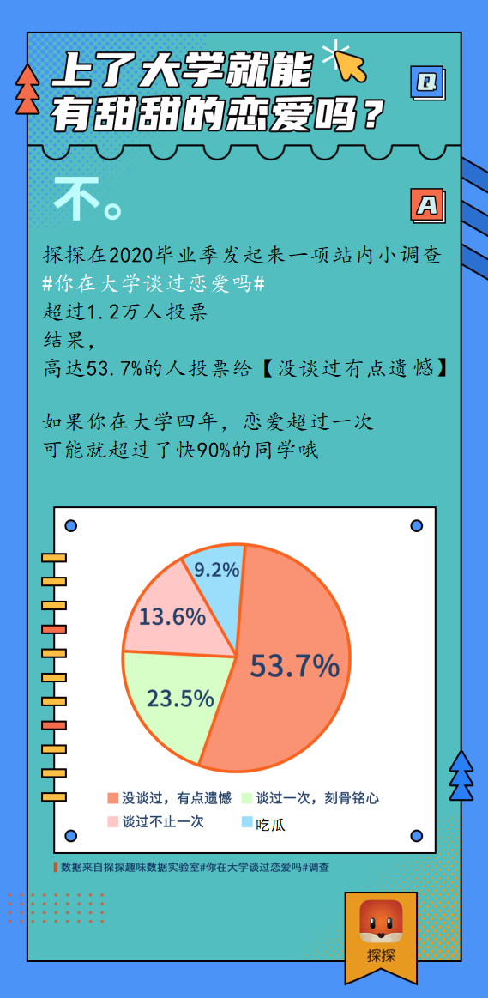 上了大学就能
有甜甜的恋爱吗？
Q
不。
A
探探在2020毕业季发起来一项站内小调查
#你在大学谈过恋爱吗#
超过1.2万人投票
结果，
高达53.7%的人投票给【没谈过有点遗憾】
如果你在大学四年，恋爱超过一次
可能就超过了快90%的同学哦
9.2%
13.6%
53.7%
23.5%
没谈过，有点遗憾 谈过一次，刻骨铭心
谈过不止一次 吃瓜
数据来自探探趣味数据实验室#你在大学谈过恋爱吗#调查
探探